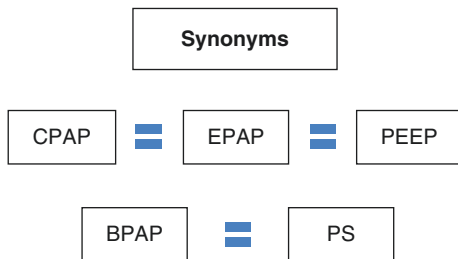 Synonyms
CPAP = EPAP = PEEP
BPAP = PS